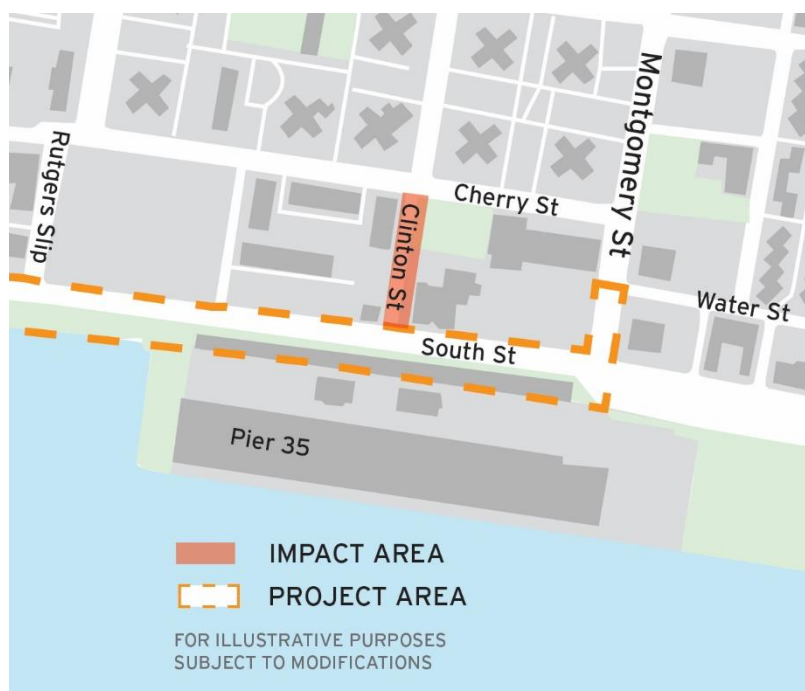 Montgomery St
Rutgers Slip
Cherry St
Clinton St
Water St
South St
Pier 35
IMPACT AREA
PROJECT AREA
FOR ILLUSTRATIVE PURPOSES
SUBJECT TO MODIFICATIONS